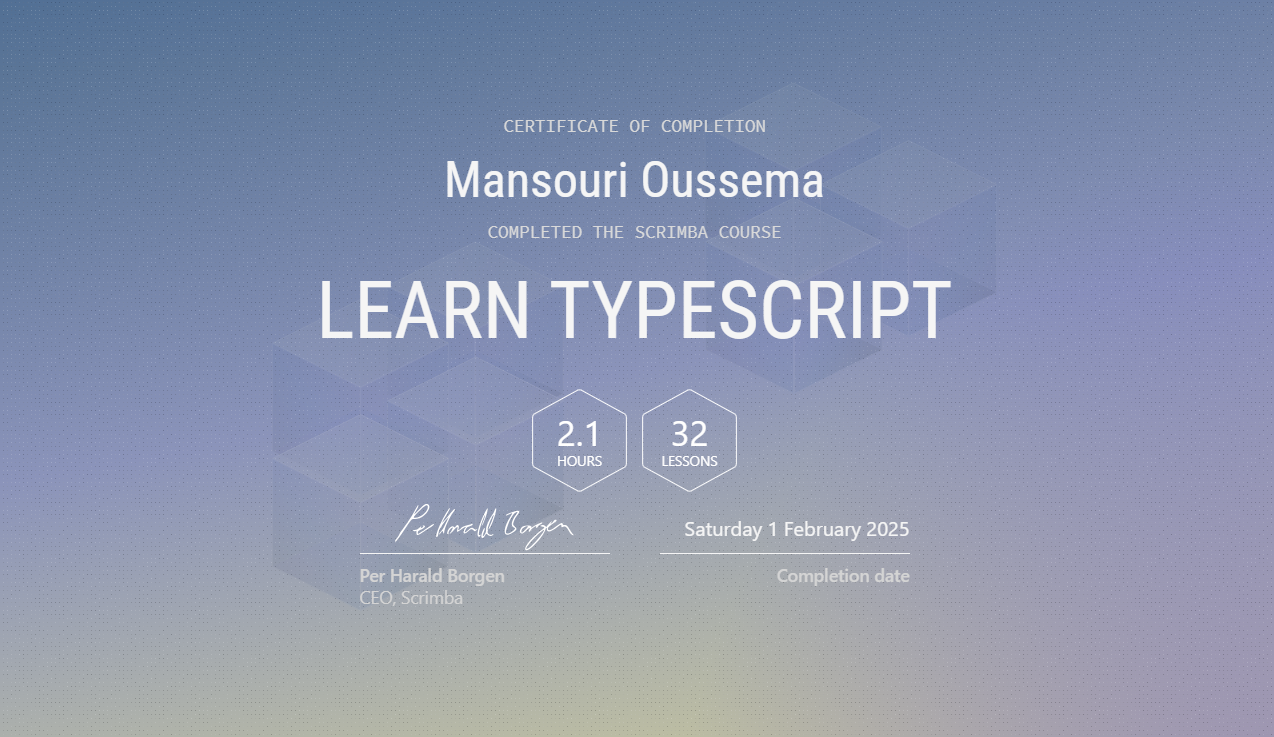 CERTIFICATE OF COMPLETION
Mansouri Oussema
COMPLETED THE SCRIMBA COURSE
LEARN TYPESCRIPT
2.1
HOURS
32
LESSONS
Per Harald Borgen
Saturday 1 February 2025
Per Harald Borgen
CEO, Scrimba
Completion date